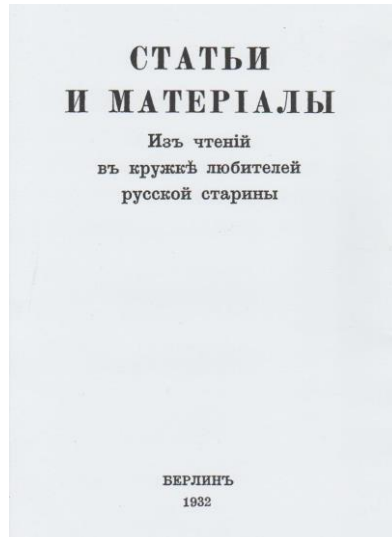 СТАТЬИ
И МАТЕРІАЛЫ
Изъ чтеній
въ кружкѣ любителей
русской старины
БЕРЛИНЪ
1932